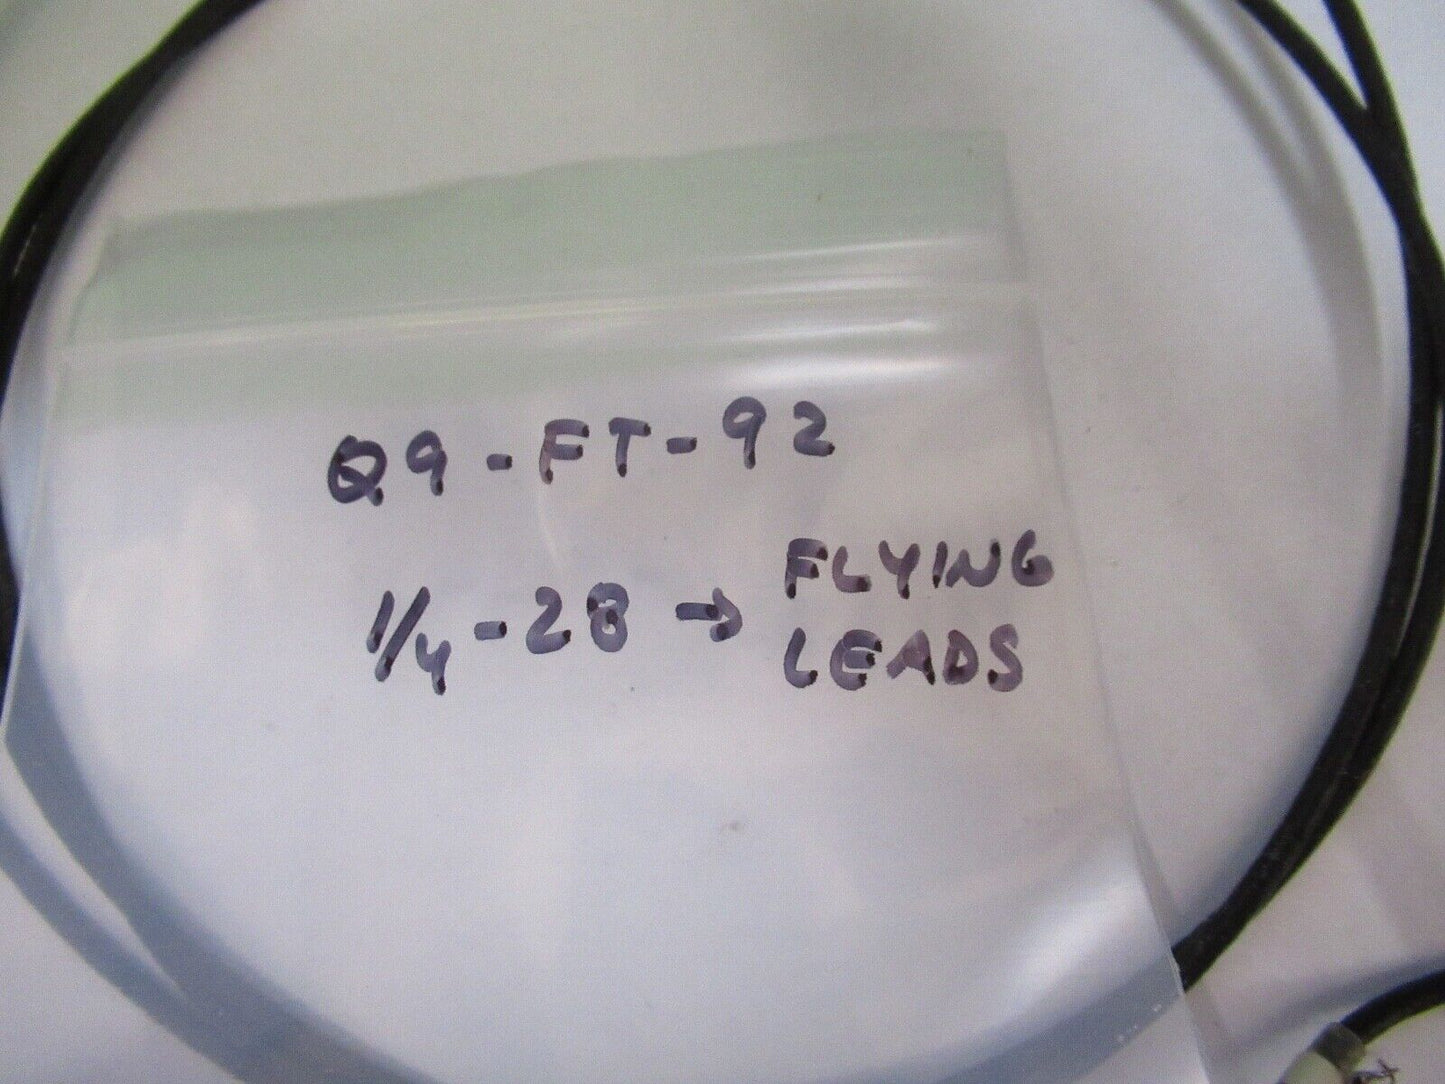 Q9-FT-92
1/4-28 → FLYING
LEADS